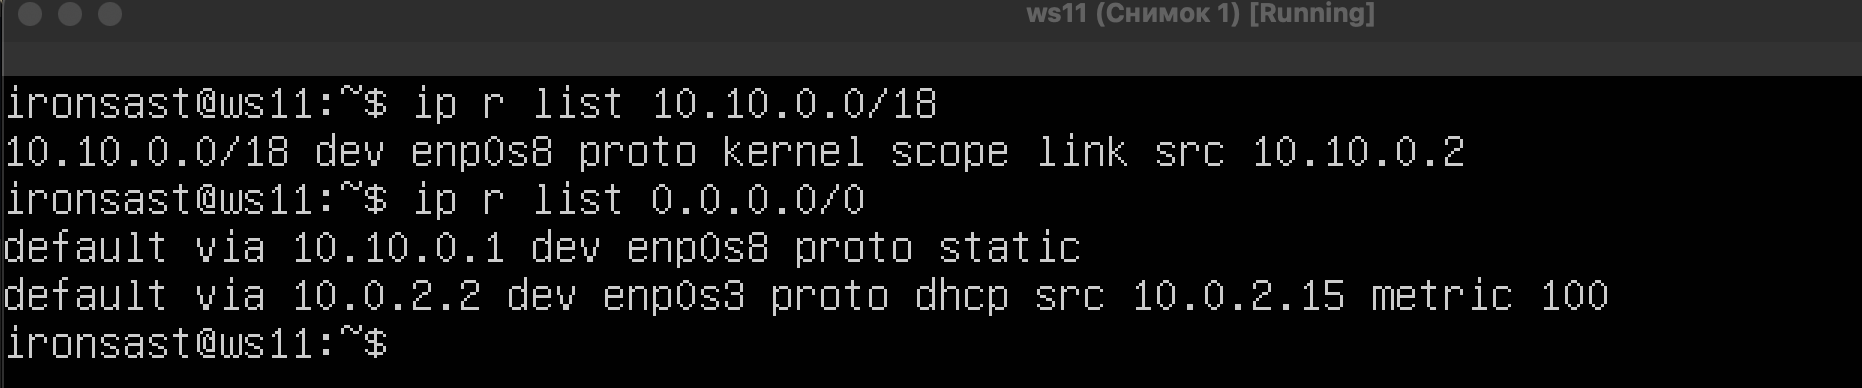 ws11 (Снимок 1) [Running]
ironsast@ws11:~$ ip r list 10.10.0.0/18
10.10.0.0/18 dev enp0s8 proto kernel scope link src 10.10.0.2
ironsast@ws11:~$ ip r list 0.0.0.0/0
default via 10.10.0.1 dev enp0s8 proto static
default via 10.0.2.2 dev enp0s3 proto dhcp src 10.0.2.15 metric 100
ironsast@ws11:~$